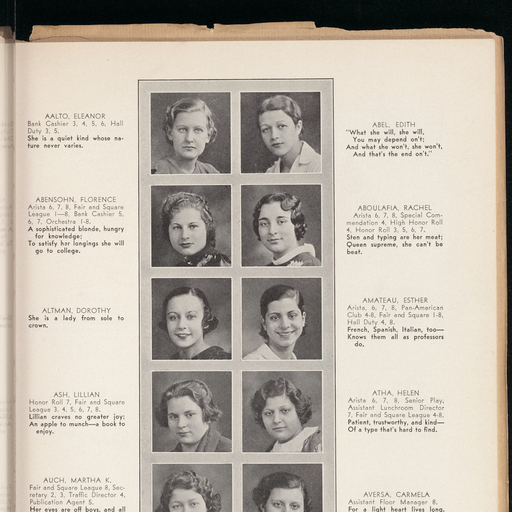 AALTO, ELEANOR
Bank Cashier 3, 4, 5, 6, Hall
Duty 3, 5.
She is a quiet kind whose na-
ture never varies.
ABEL, EDITH
"What she will, she will,
You may depend on't;
And what she won't, she won't,
And that's the end on't."
ABENSOHN, FLORENCE
Arista 6, 7, 8, Fair and Square
League 1—8, Bank Cashier 5,
6, 7, Orchestra 1-8.
A sophisticated blonde, hungry
for knowledge;
To satisfy her longings she will
go to college.
ABOULAFIA, RACHEL
Arista 6, 7, 8, Special Com-
mendation 4, High Honor Roll
4, Honor Roll 3, 5, 6, 7.
Sten and typing are her meat;
Queen supreme, she can't be
beat.
ALTMAN, DOROTHY
She is a lady from sole to
crown.
AMATEAU, ESTHER
Arista, 6, 7, 8, Pan-American
Club 4-8, Fair and Square 1-8,
Hall Duty 4, 8.
French, Spanish, Italian, too—
Knows them all as professors
do.
ASH, LILLIAN
Honor Roll 7, Fair and Square
League 3, 4, 5, 6, 7, 8.
Lillian craves no greater joy:
An apple to munch—a book to
enjoy.
ATHA, HELEN
Arista 6, 7, 8, Senior Play,
Assistant Lunchroom Director
7, Fair and Square League 4-8.
Patient, trustworthy, and kind—
Of a type that's hard to find.
AUCH, MARTHA K.
Fair and Square League 8, Sec-
retary 2, 3, Traffic Director 4,
Publication Agent 5.
Her eyes are off boys, and all
AVERSA, CARMELA
Assistant Floor Manager 8.
For a light heart lives long.